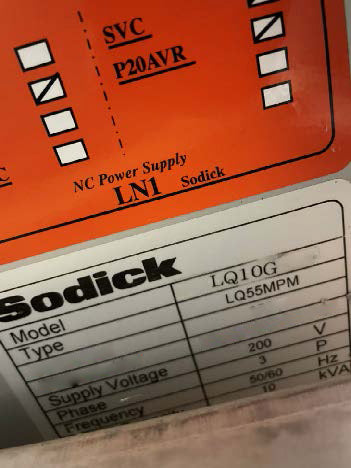 SVC
P20AVR
C
NC Power Supply
LN1 Sodick
Sodick
Model LQ10G
Type LQ55MPM
Supply Voltage 200 V
Phase 3 P
Frequency 50/60 Hz
10 kVA